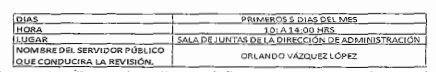 DIAS PRIMEROS 5 DIAS DEL MES
HORA 10: A 14:00 HRS
LUGAR SALA DE JUNTAS DE LA DIRECCIÓN DE ADMINISTRACIÓN
NOMBRE DEL SERVIDOR PÚBLICO
QUE CONDUCIRA LA REVISIÓN. ORLANDO VÁZQUEZ LÓPEZ